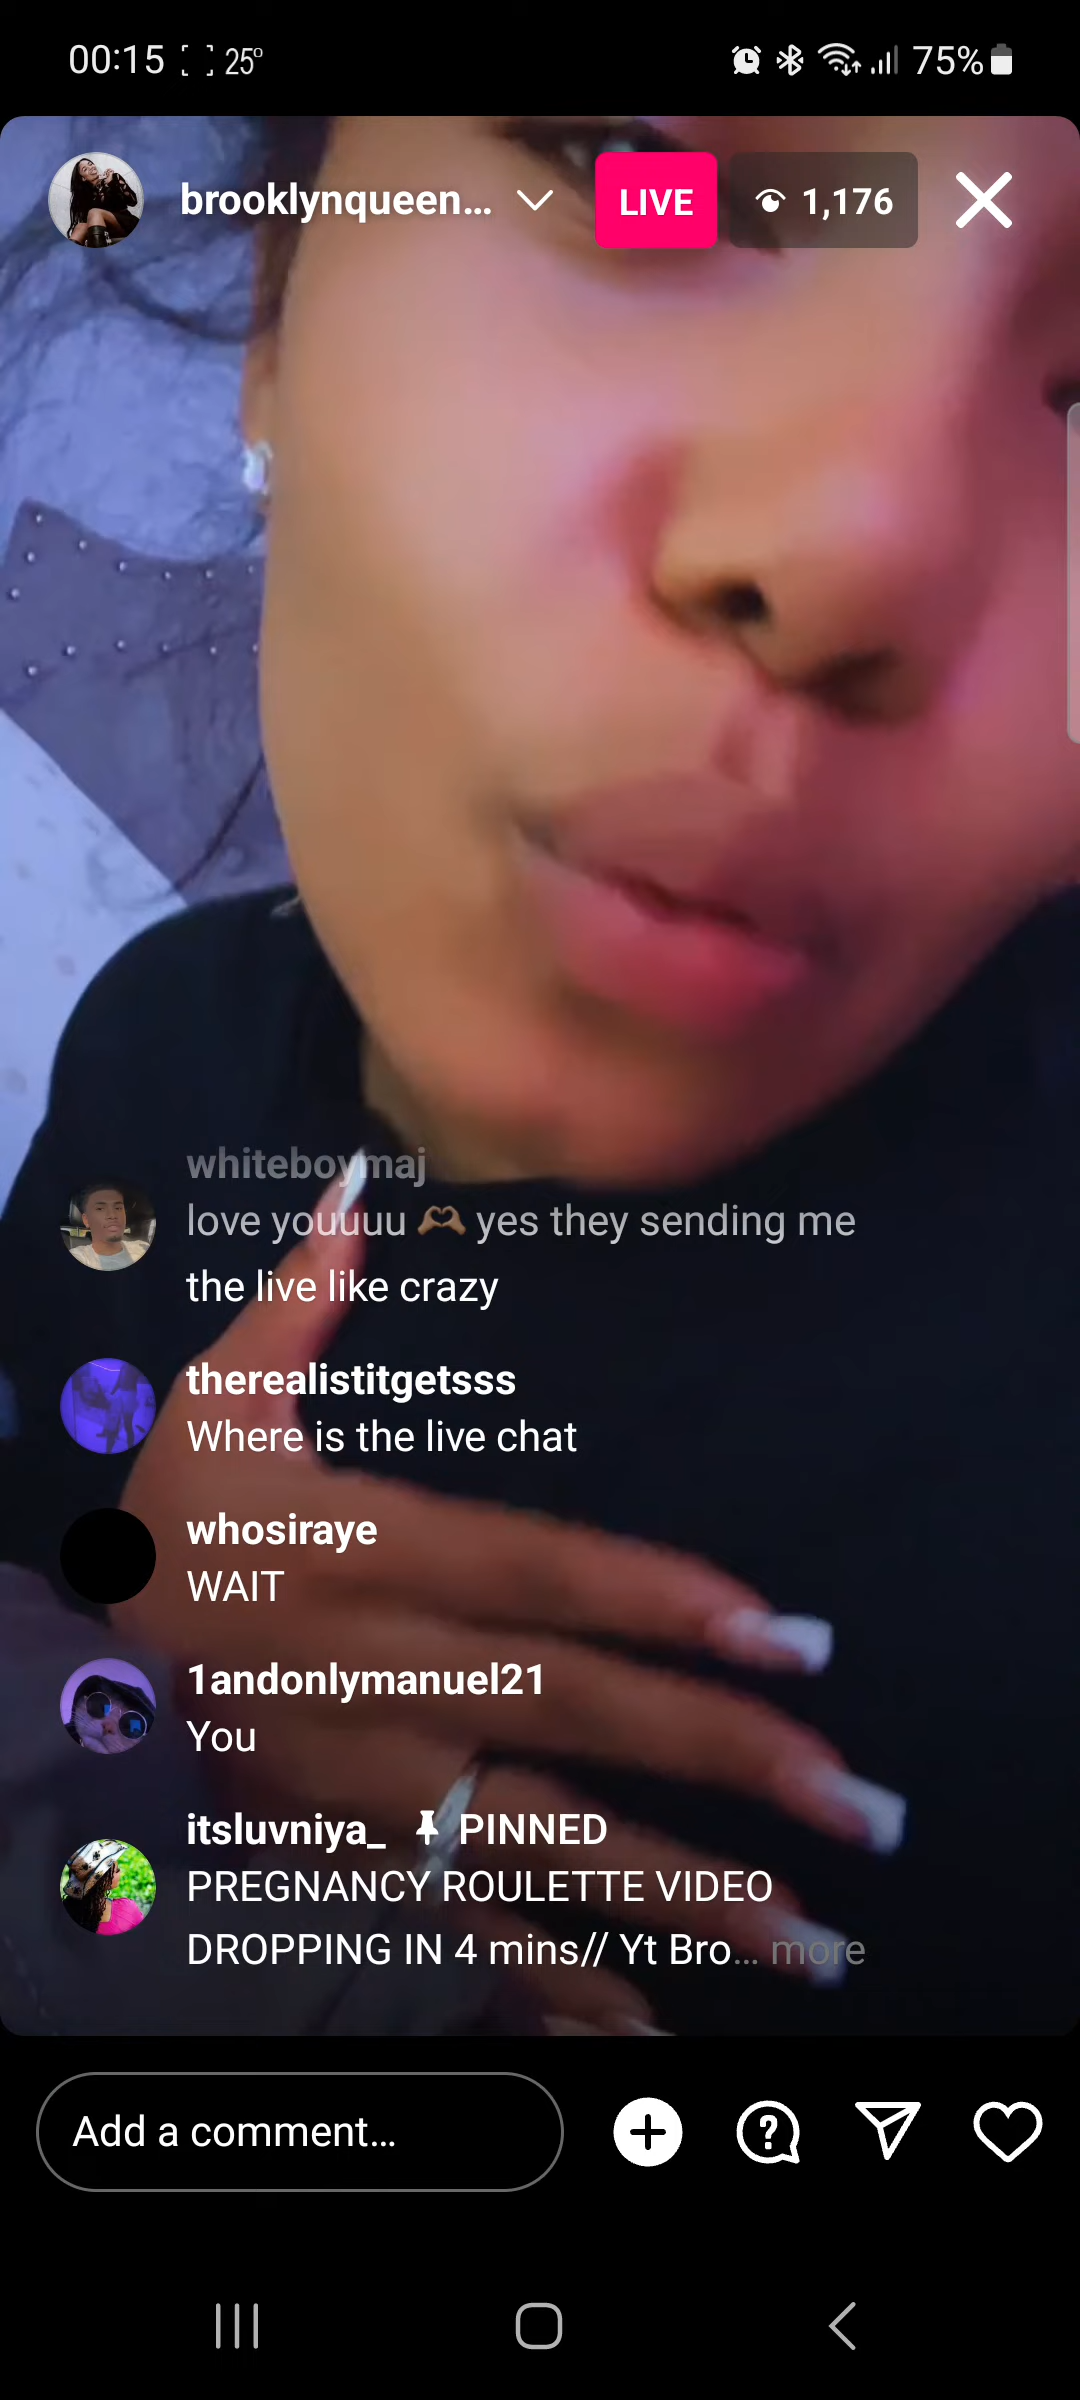 00:15 25°
75%
brooklynqueen...
LIVE
1,176
whiteboymaj
love youuuu 🫶🏽 yes they sending me
the live like crazy
therealistitgetsss
Where is the live chat
whosiraye
WAIT
1andonlymanuel21
You
itsluvniya_ PINNED
PREGNANCY ROULETTE VIDEO
DROPPING IN 4 mins// Yt Bro... more
Add a comment...